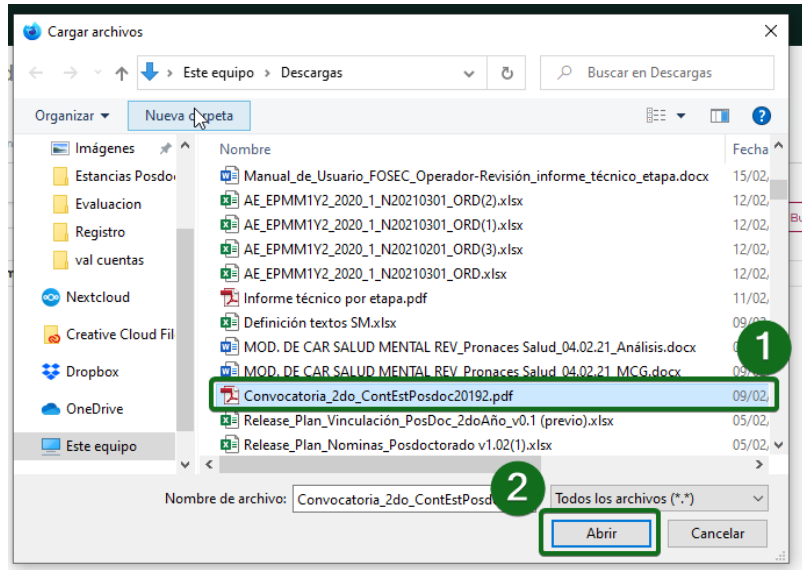 Cargar archivos
Este equipo > Descargas
Buscar en Descargas
Organizar
Nueva carpeta
Imágenes
Estancias Posdo
Evaluacion
Registro
val cuentas
Nextcloud
Creative Cloud Fil
Dropbox
OneDrive
Este equipo
Nombre Fecha
Manual_de_Usuario_FOSEC_Operador-Revisión_informe_técnico_etapa.docx 15/02,
AE_EPMM1Y2_2020_1_N20210301_ORD(2).xlsx 12/02,
AE_EPMM1Y2_2020_1_N20210301_ORD(1).xlsx 12/02,
AE_EPMM1Y2_2020_1_N20210201_ORD(3).xlsx 12/02,
AE_EPMM1Y2_2020_1_N20210301_ORD.xlsx 12/02,
Informe técnico por etapa.pdf 11/02,
Definición textos SM.xlsx 09/02,
MOD. DE CAR SALUD MENTAL REV_Pronaces Salud_04.02.21_Análisis.docx
MOD. DE CAR SALUD MENTAL REV_Pronaces Salud_04.02.21_MCG.docx 09/02,
Convocatoria_2do_ContEstPosdoc20192.pdf 09/02,
Release_Plan_Vinculación_PosDoc_2doAño_v0.1 (previo).xlsx 05/02,
Release_Plan_Nominas_Posdoctorado v1.02(1).xlsx 05/02,
1
2
Nombre de archivo: Convocatoria_2do_ContEstPosd
Todos los archivos (*.*)
Abrir
Cancelar
Bu